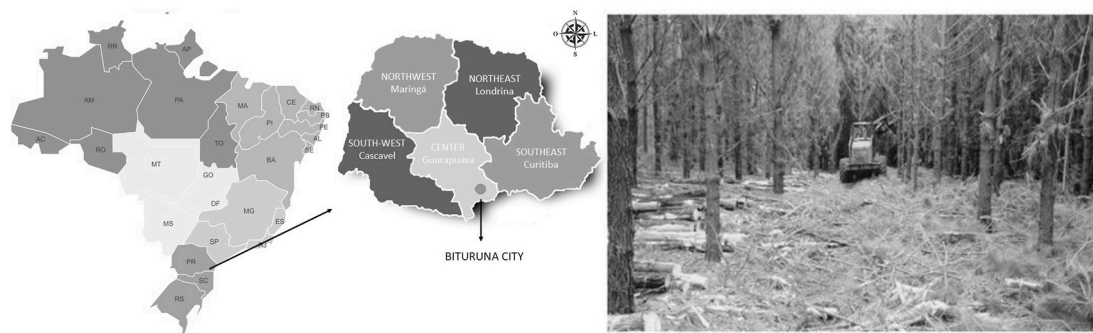 RR
AP
AM
PA
MA
CE
RN
PB
PI
PE
AL
SE
AC
RO
TO
BA
MT
GO
DF
MG
ES
MS
SP
RJ
PR
SC
RS
NORTHWEST
Maringá
NORTHEAST
Londrina
SOUTH-WEST
Cascavel
CENTER
Guarapuava
SOUTHEAST
Curitiba
BITURUNA CITY
N
O
L
S